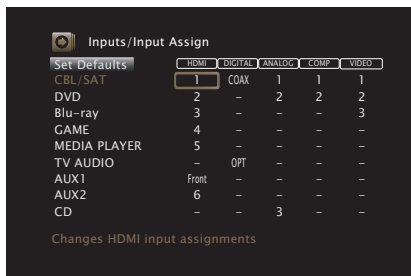 Inputs/Input Assign
Set Defaults HDMI DIGITAL ANALOG COMP VIDEO
CBL/SAT 1 COAX 1 1 1
DVD 2 – 2 2 2
Blu-ray 3 – – – 3
GAME 4 – – – –
MEDIA PLAYER 5 – – – –
TV AUDIO – OPT – – –
AUX1 Front – – – –
AUX2 6 – – – –
CD – – 3 – –
Changes HDMI input assignments